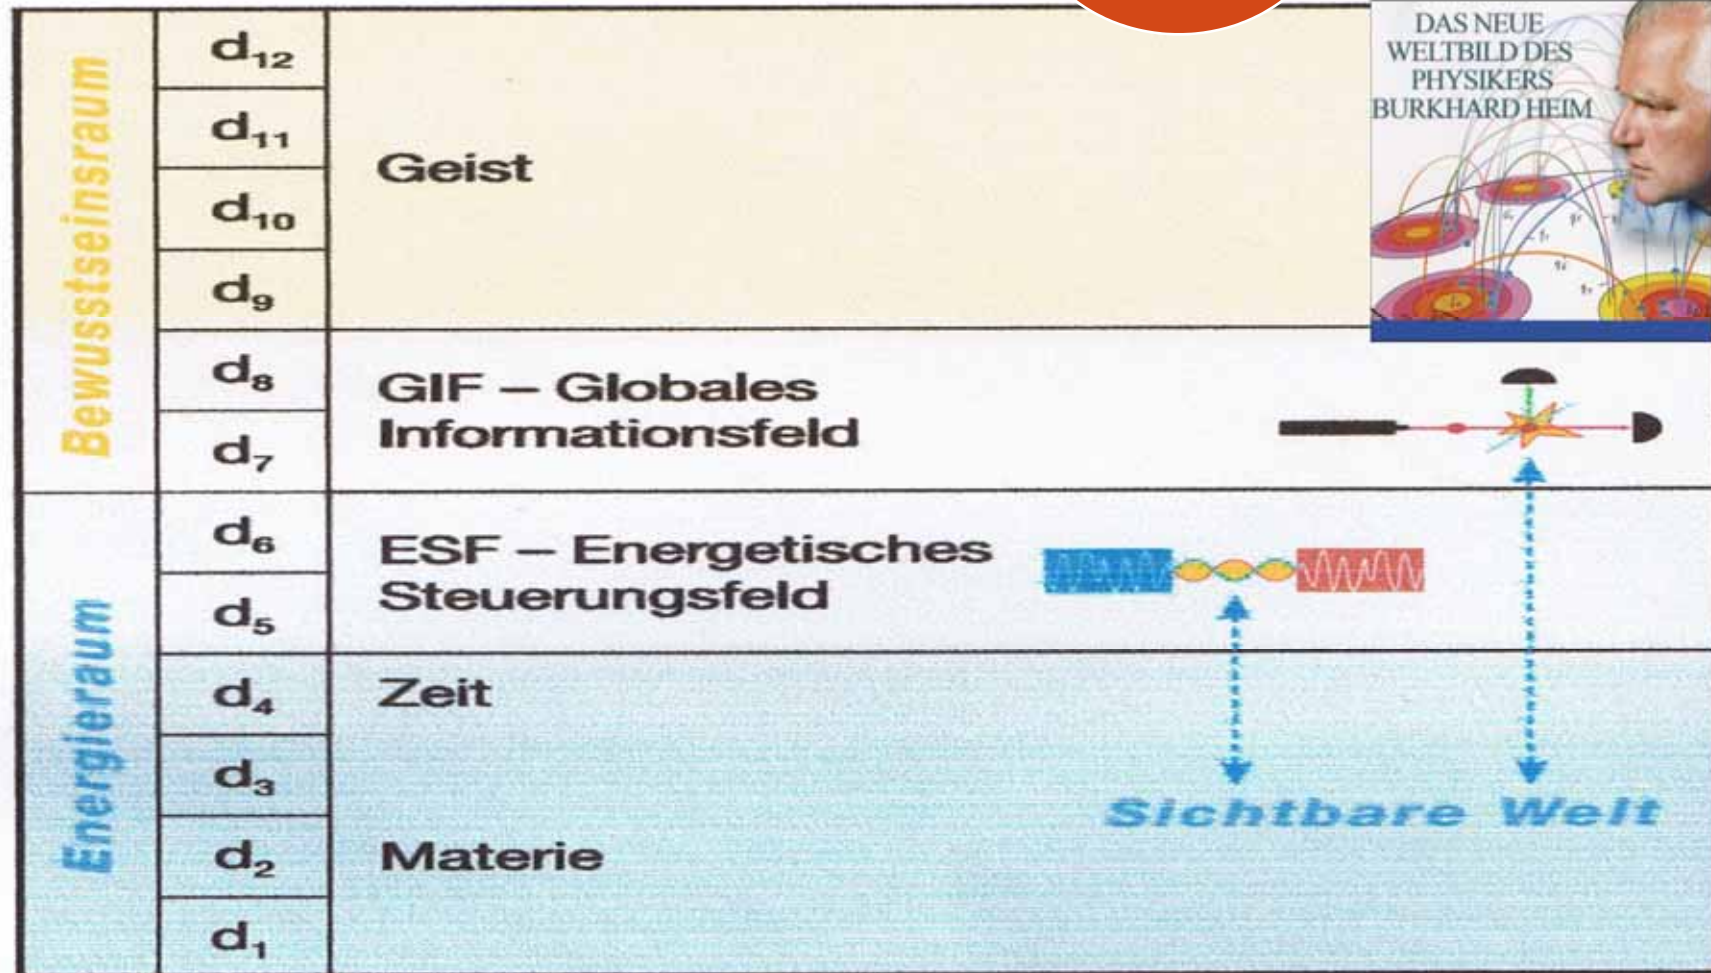 DAS NEUE
WELTBILD DES
PHYSIKERS
BURKHARD HEIM
Bewusstseinsraum
d₁₂
d₁₁
d₁₀
d₉
Geist
d₈
d₇
GIF – Globales
Informationsfeld
Energieraum
d₆
d₅
ESF – Energetisches
Steuerungsfeld
d₄
Zeit
d₃
d₂
d₁
Materie
Sichtbare Welt